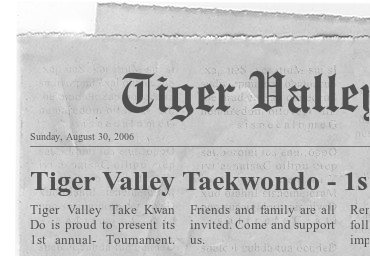 Tiger Valley
Sunday, August 30, 2006
Tiger Valley Taekwondo - 1s
Tiger Valley Take Kwan
Do is proud to present its
1st annual- Tournament.
Friends and family are all
invited. Come and support
us.
Rer
foll
imp